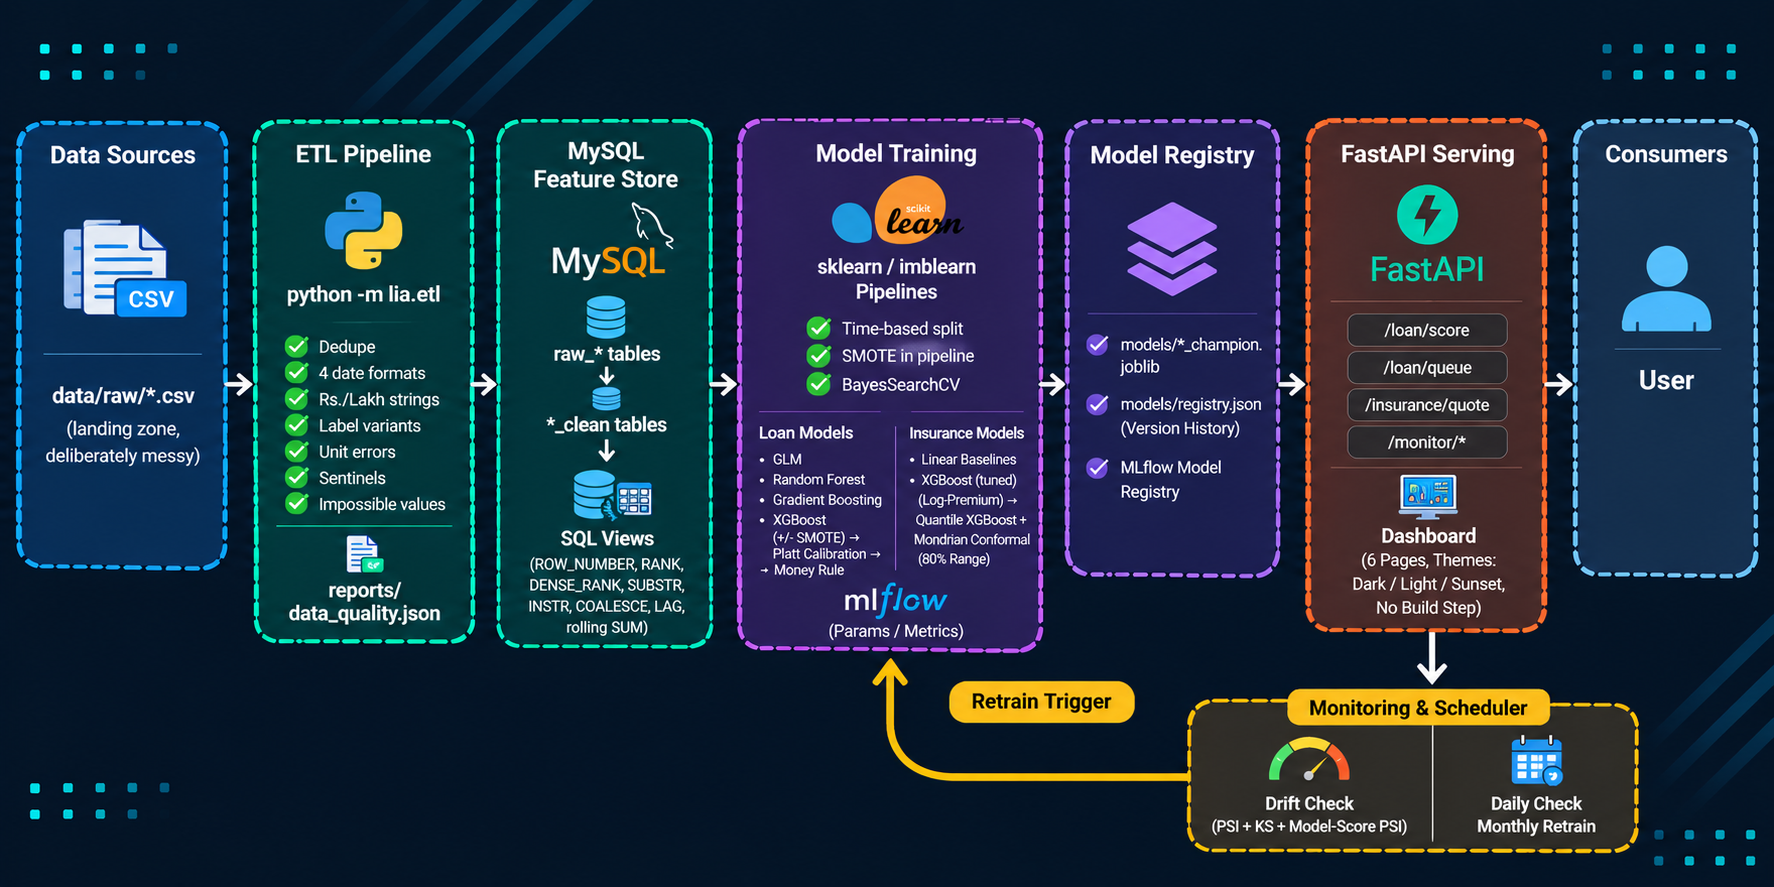 Data Sources
CSV
data/raw/*.csv
(landing zone,
deliberately messy)
ETL Pipeline
python -m lia.etl
Dedupe
4 date formats
Rs./Lakh strings
Label variants
Unit errors
Sentinels
Impossible values
reports/
data_quality.json
MySQL
Feature Store
MySQL
raw_* tables
*_clean tables
SQL Views
(ROW_NUMBER, RANK,
DENSE_RANK, SUBSTR,
INSTR, COALESCE, LAG,
rolling SUM)
Model Training
scikit
learn
sklearn / imblearn
Pipelines
Time-based split
SMOTE in pipeline
BayesSearchCV
Loan Models
• GLM
• Random Forest
• Gradient Boosting
• XGBoost
(+/- SMOTE) →
Platt Calibration →
→ Money Rule
Insurance Models
• Linear Baselines
• XGBoost (tuned)
(Log-Premium) →
Quantile XGBoost +
Mondrian Conformal
(80% Range)
mlflow
(Params / Metrics)
Model Registry
models/*_champion.
joblib
models/registry.json
(Version History)
MLflow Model
Registry
FastAPI Serving
FastAPI
/loan/score
/loan/queue
/insurance/quote
/monitor/*
Dashboard
(6 Pages, Themes:
Dark / Light / Sunset,
No Build Step)
Consumers
User
Retrain Trigger
Monitoring & Scheduler
Drift Check
(PSI + KS + Model-Score PSI)
Daily Check
Monthly Retrain